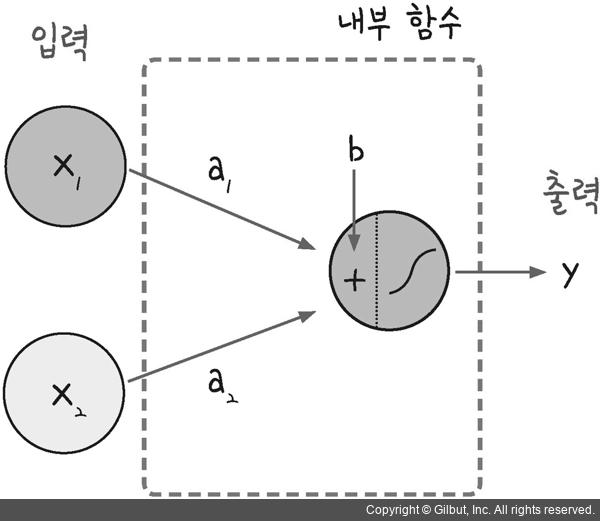 입력
내부 함수
x₁
a₁
b
+
출력
y
x₂
a₂
Copyright © Gilbut, Inc. All rights reserved.